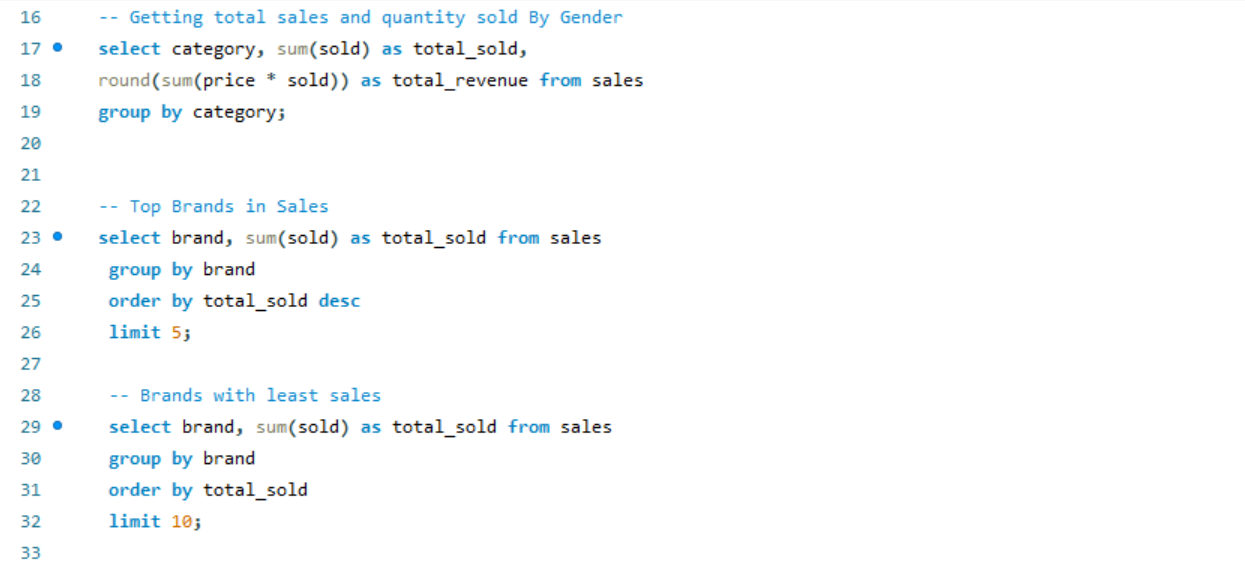 16 -- Getting total sales and quantity sold By Gender
17 select category, sum(sold) as total_sold,
18 round(sum(price * sold)) as total_revenue from sales
19 group by category;
20
21
22 -- Top Brands in Sales
23 select brand, sum(sold) as total_sold from sales
24 group by brand
25 order by total_sold desc
26 limit 5;
27
28 -- Brands with least sales
29 select brand, sum(sold) as total_sold from sales
30 group by brand
31 order by total_sold
32 limit 10;
33